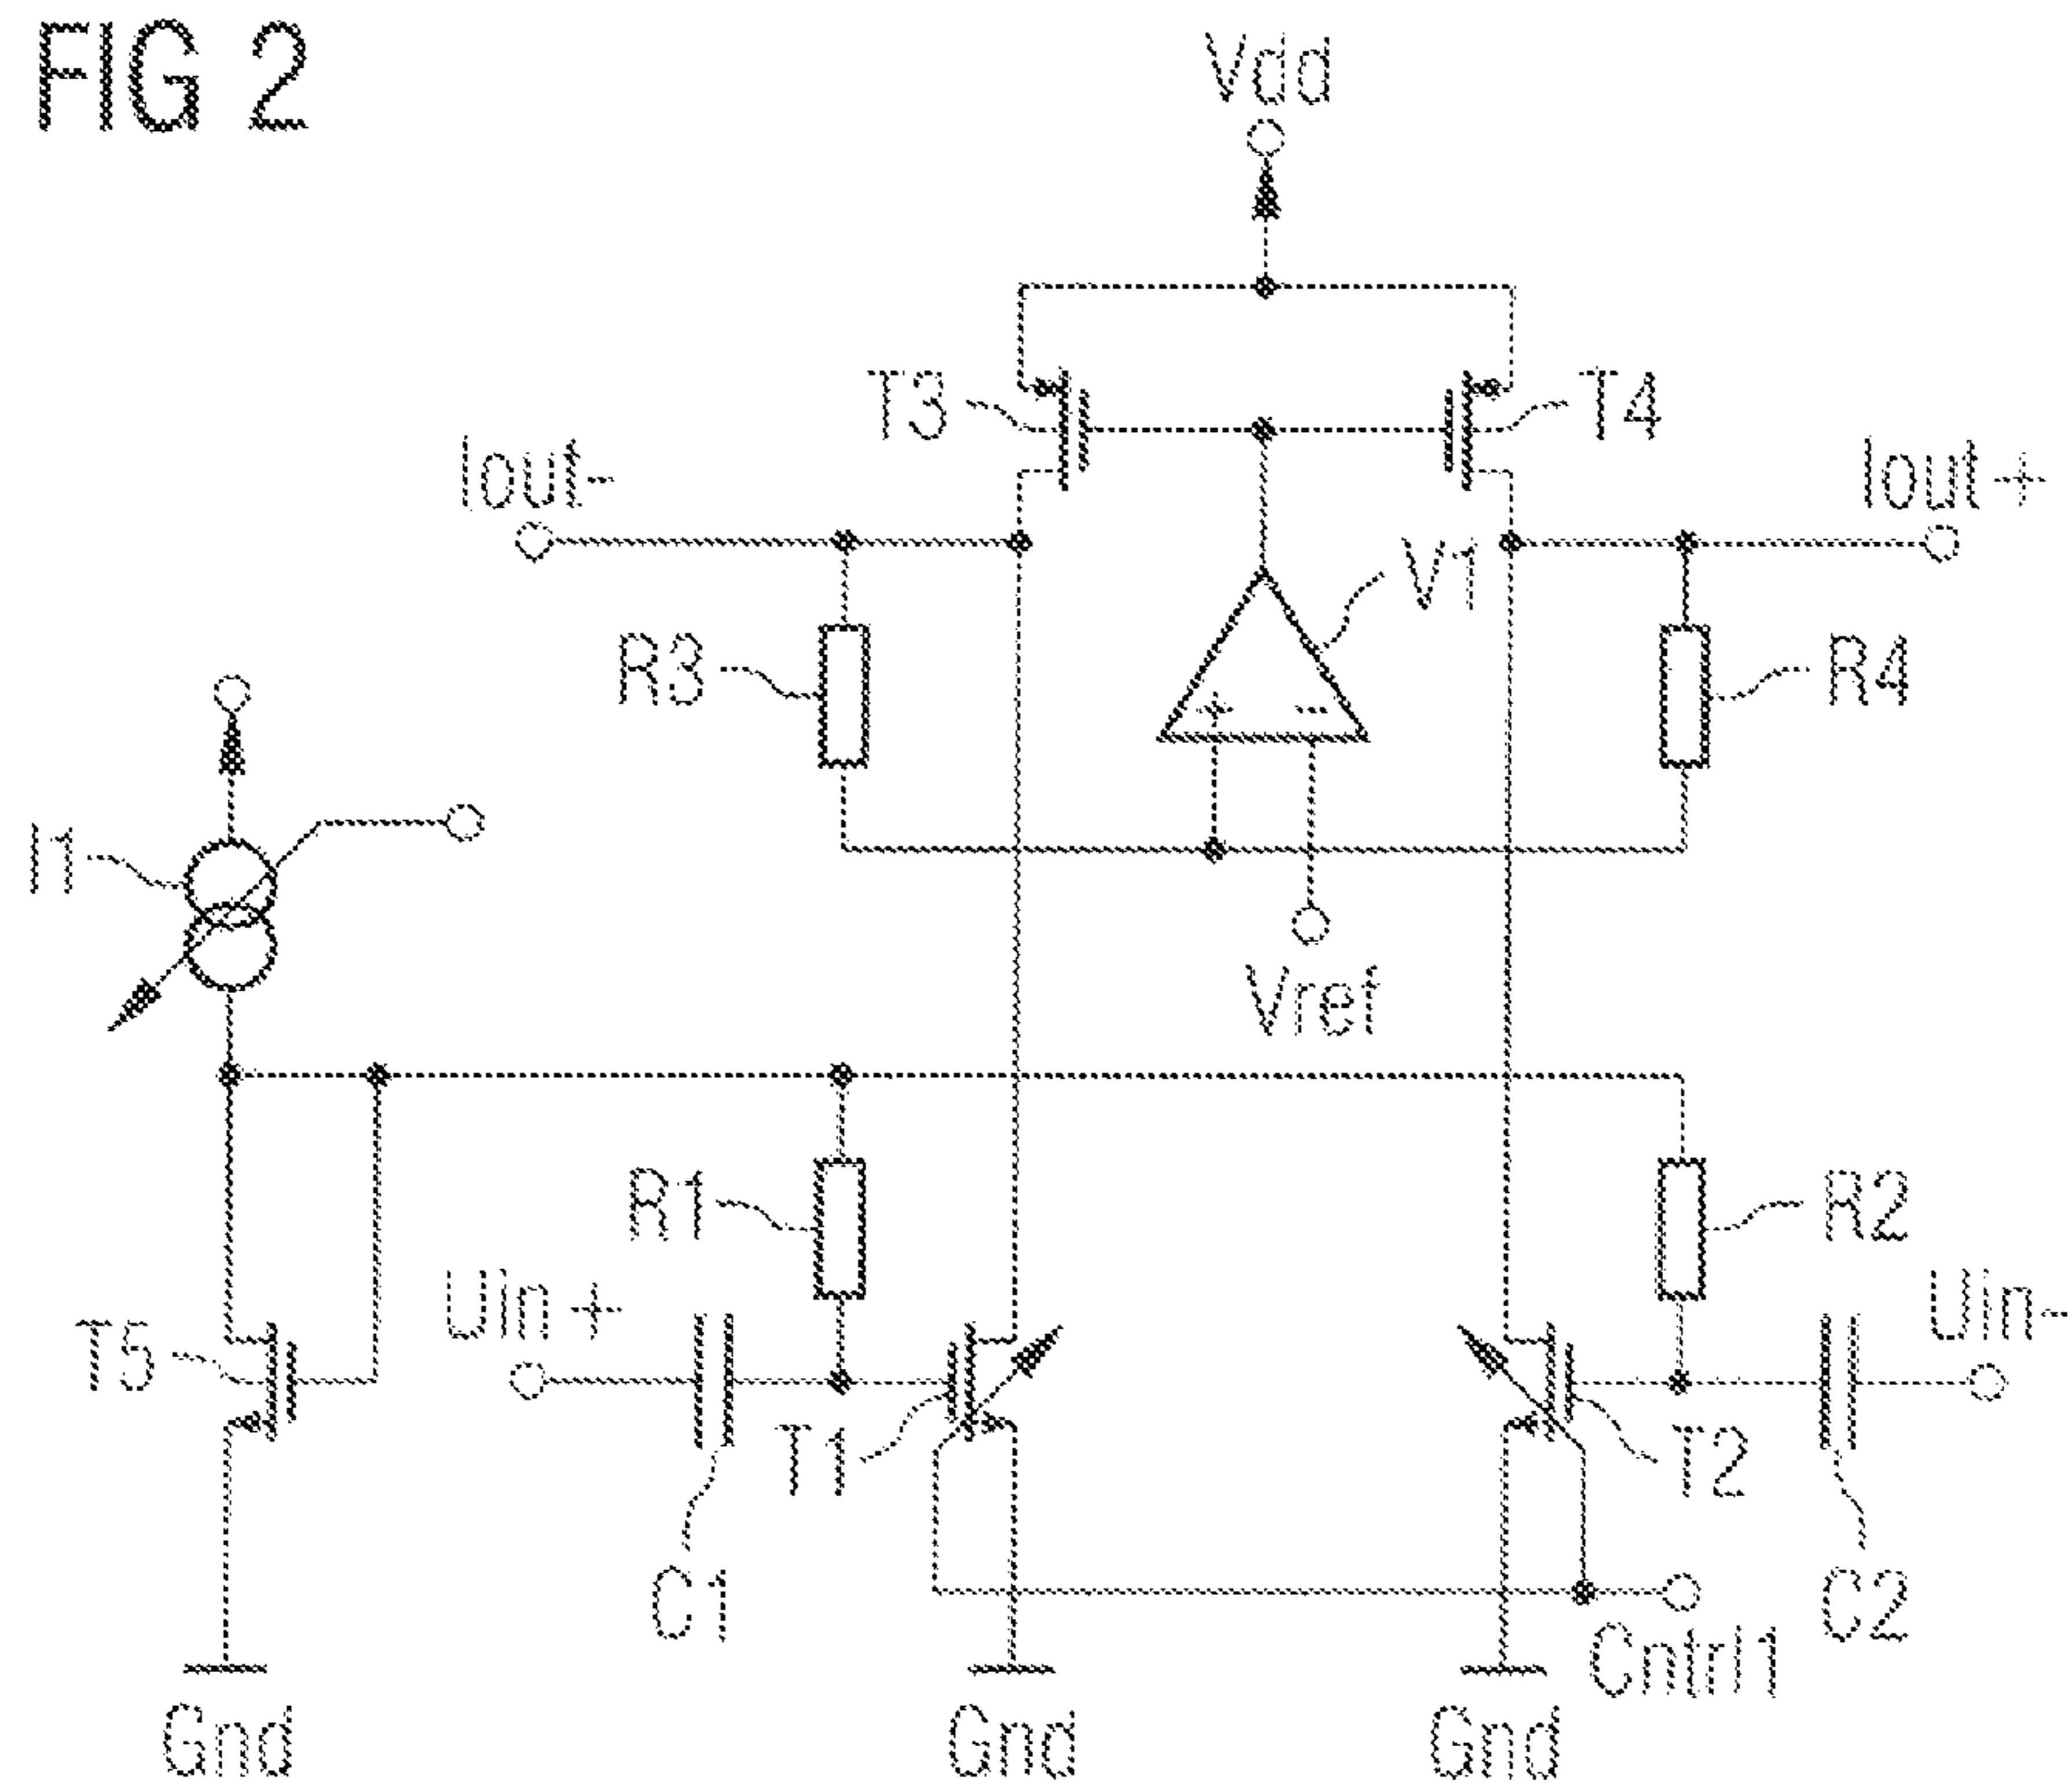 FIG 2
Vdd
T3
T4
Iout-
Iout+
V1
R3
+
-
R4
I1
Vref
R1
R2
Uin+
Uin-
T5
T1
T2
C1
C2
Cntrl1
Gnd
Gnd
Gnd